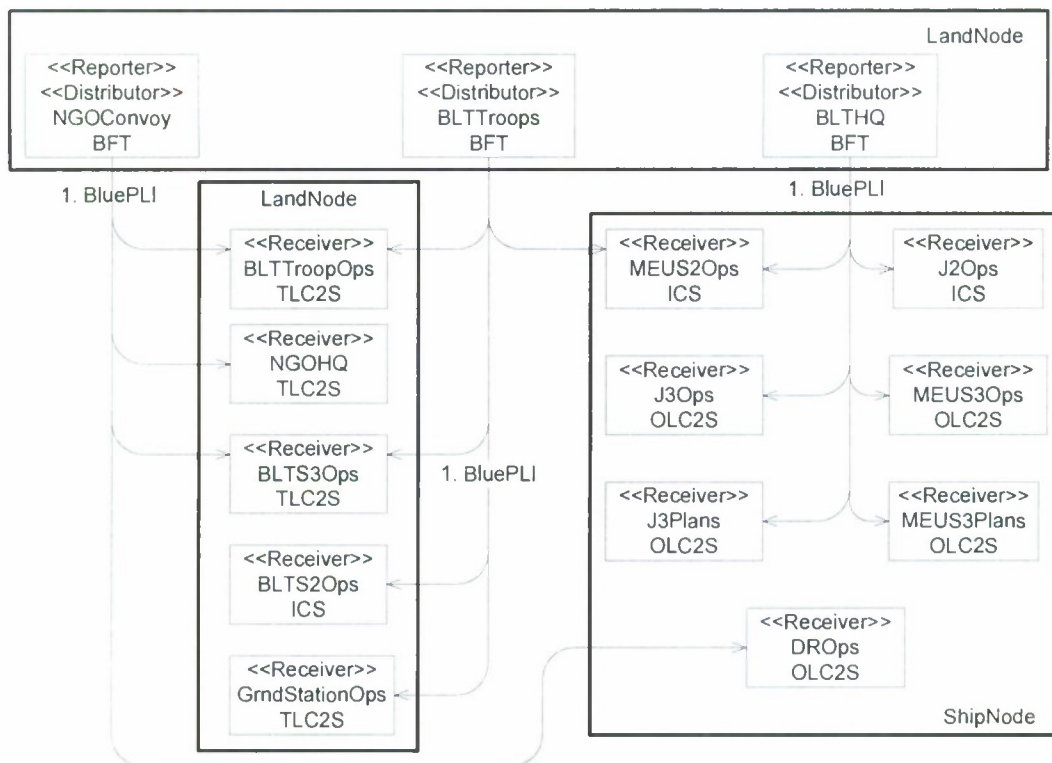 LandNode
<<Reporter>>
<<Distributor>>
NGOConvoy
BFT
<<Reporter>>
<<Distributor>>
BLTTroops
BFT
<<Reporter>>
<<Distributor>>
BLTHQ
BFT
1. BluePLI
1. BluePLI
LandNode
<<Receiver>>
BLTTroopOps
TLC2S
<<Receiver>>
NGOHQ
TLC2S
<<Receiver>>
BLTS3Ops
TLC2S
1. BluePLI
<<Receiver>>
BLTS2Ops
ICS
<<Receiver>>
GrndStationOps
TLC2S
<<Receiver>>
MEUS2Ops
ICS
<<Receiver>>
J2Ops
ICS
<<Receiver>>
J3Ops
OLC2S
<<Receiver>>
MEUS3Ops
OLC2S
<<Receiver>>
J3Plans
OLC2S
<<Receiver>>
MEUS3Plans
OLC2S
<<Receiver>>
DROps
OLC2S
ShipNode